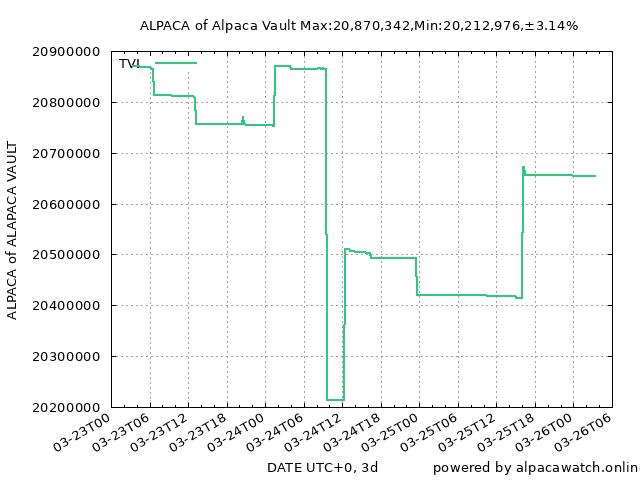 ALPACA of Alpaca Vault Max:20,870,342,Min:20,212,976,±3.14%
TVL
20900000
20800000
20700000
20600000
20500000
20400000
20300000
20200000
ALPACA of ALAPACA VAULT
03-23T00
03-23T06
03-23T12
03-23T18
03-24T00
03-24T06
03-24T12
03-24T18
03-25T00
03-25T06
03-25T12
03-25T18
03-26T00
03-26T06
DATE UTC+0, 3d
powered by alpacawatch.onlin